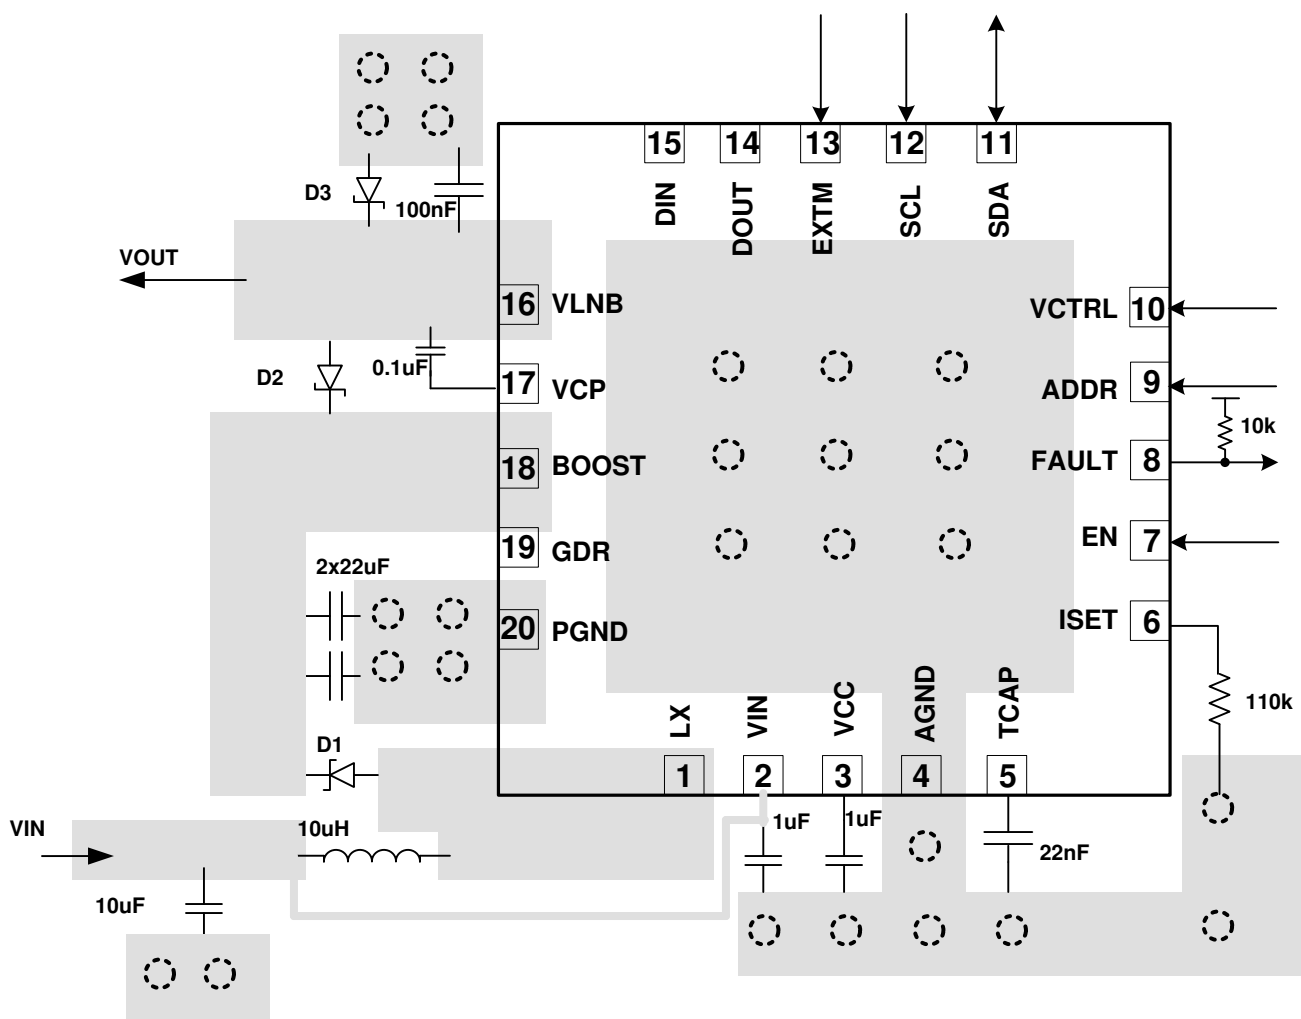 15
14
13
12
11
DIN
DOUT
EXTM
SCL
SDA
D3
100nF
VOUT
16
VLNB
VCTRL
10
D2
0.1uF
17
VCP
ADDR
9
10k
18
BOOST
FAULT
8
19
GDR
EN
7
2x22uF
20
PGND
ISET
6
LX
VIN
VCC
AGND
TCAP
110k
D1
1
2
3
4
5
VIN
10uH
1uF
1uF
22nF
10uF